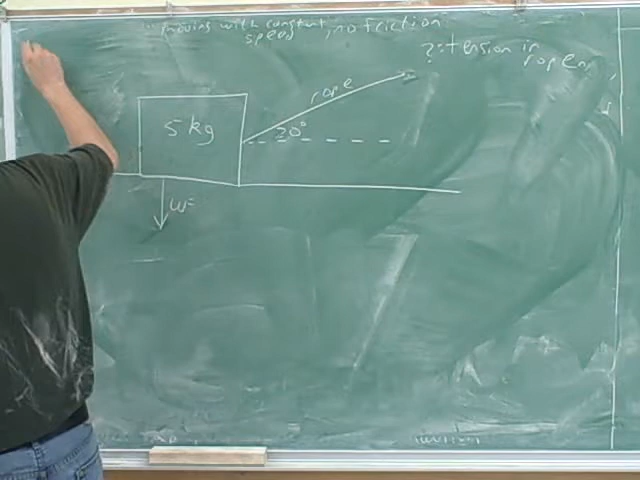 moving with constant, no friction
speed
?: tension in
rope
rope
5 kg
20°
W=